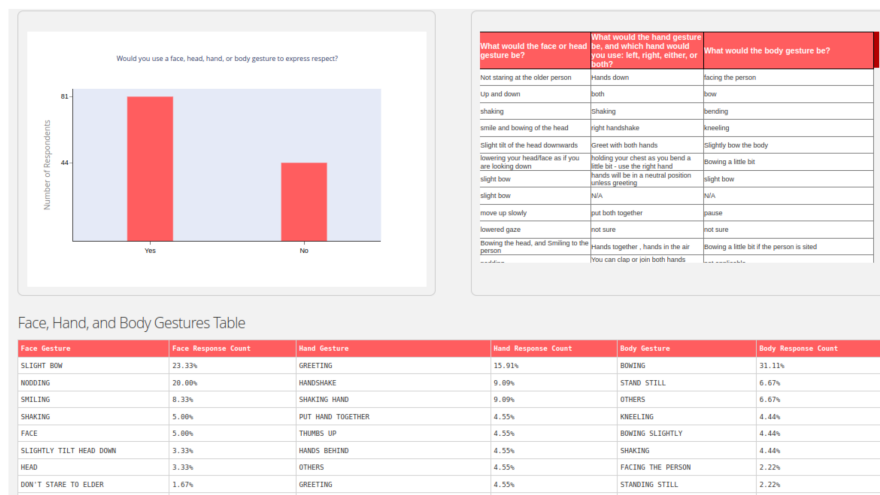 Would you use a face, head, hand, or body gesture to express respect?
Number of Respondents
81
44
Yes No
What would the face or head gesture be? What would the hand gesture be, and which hand would you use: left, right, either, or both? What would the body gesture be?
Not staring at the older person Hands down facing the person
Up and down both bow
shaking Shaking bending
smile and bowing of the head right handshake kneeling
Slight tilt of the head downwards Greet with both hands Slightly bow the body
lowering your head/face as if you are looking down holding your chest as you bend a little bit - use the right hand Bowing a little bit
slight bow hands will be in a neutral position unless greeting slight bow
slight bow N/A N/A
move up slowly put both together pause
lowered gaze not sure not sure
Bowing the head, and Smiling to the person Hands together , hands in the air Bowing a little bit if the person is sited
You can clap or join both hands
Face, Hand, and Body Gestures Table
Face Gesture Face Response Count Hand Gesture Hand Response Count Body Gesture Body Response Count
SLIGHT BOW 23.33% GREETING 15.91% BOWING 31.11%
NODDING 20.00% HANDSHAKE 9.09% STAND STILL 6.67%
SMILING 8.33% SHAKING HAND 9.09% OTHERS 6.67%
SHAKING 5.00% PUT HAND TOGETHER 4.55% KNEELING 4.44%
FACE 5.00% THUMBS UP 4.55% BOWING SLIGHTLY 4.44%
SLIGHTLY TILT HEAD DOWN 3.33% HANDS BEHIND 4.55% SHAKING 4.44%
HEAD 3.33% OTHERS 4.55% FACING THE PERSON 2.22%
DON'T STARE TO ELDER 1.67% GREETING 4.55% STANDING STILL 2.22%